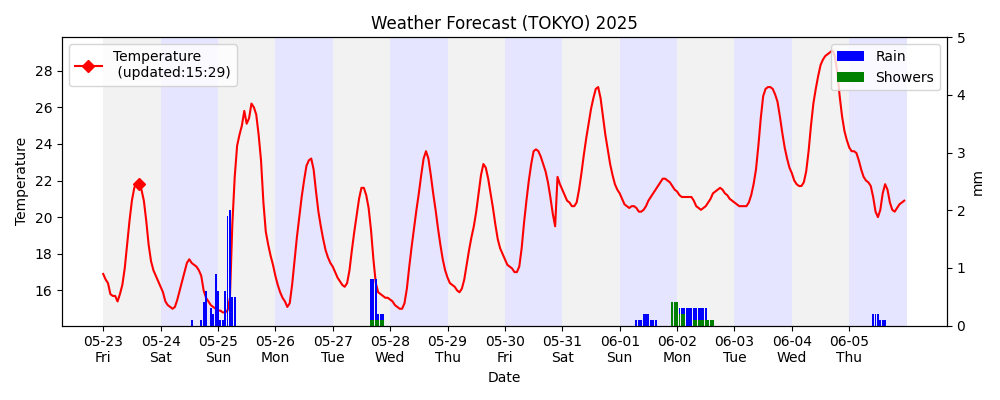 Weather Forecast (TOKYO) 2025
Temperature
(updated:15:29)
Rain
Showers
Temperature
28
26
24
22
20
18
16
5
4
3
2
1
0
mm
05-23 05-24 05-25 05-26 05-27 05-28 05-29 05-30 05-31 06-01 06-02 06-03 06-04 06-05
Fri Sat Sun Mon Tue Wed Thu Fri Sat Sun Mon Tue Wed Thu
Date